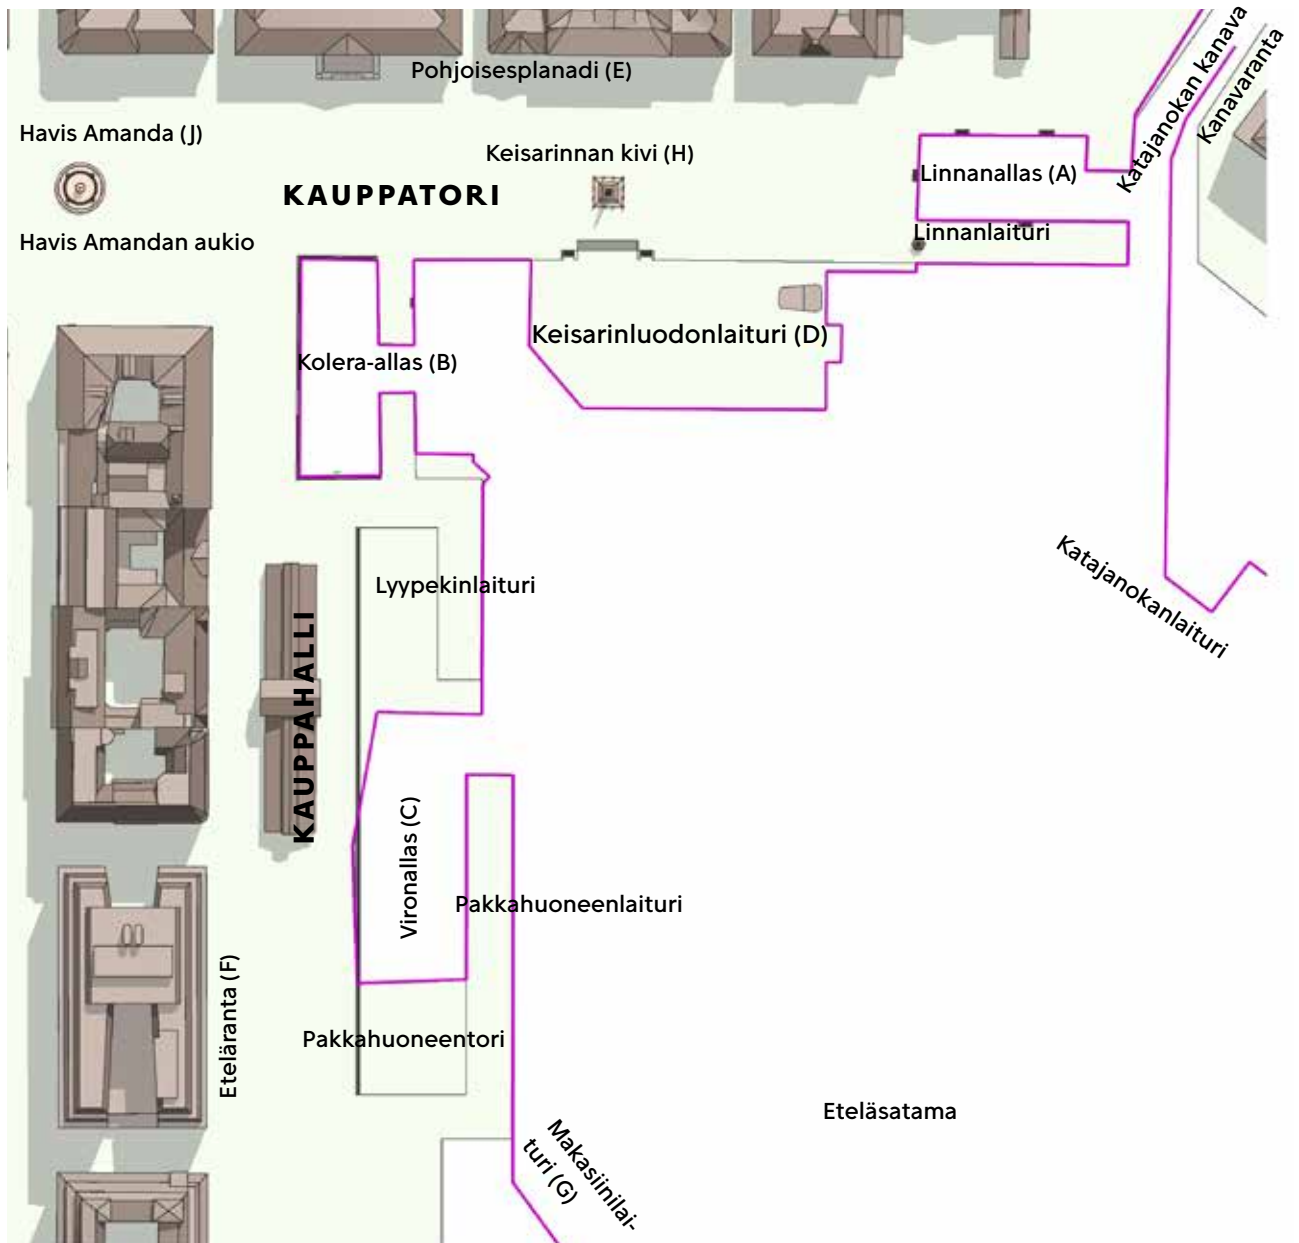 Pohjoisesplanadi (E)
Katajanokan kanava
Kanavaranta
Havis Amanda (J)
Keisarinnan kivi (H)
Linnanallas (A)
KAUPPATORI
Havis Amandan aukio
Linnanlaituri
Keisarinluodonlaituri (D)
Kolera-allas (B)
Lyypekinlaituri
Katajanokanlaituri
KAUPPAHALLI
Vironallas (C)
Pakkahuoneenlaituri
Eteläranta (F)
Pakkahuoneentori
Eteläsatama
Makasiinilai-
turi (G)